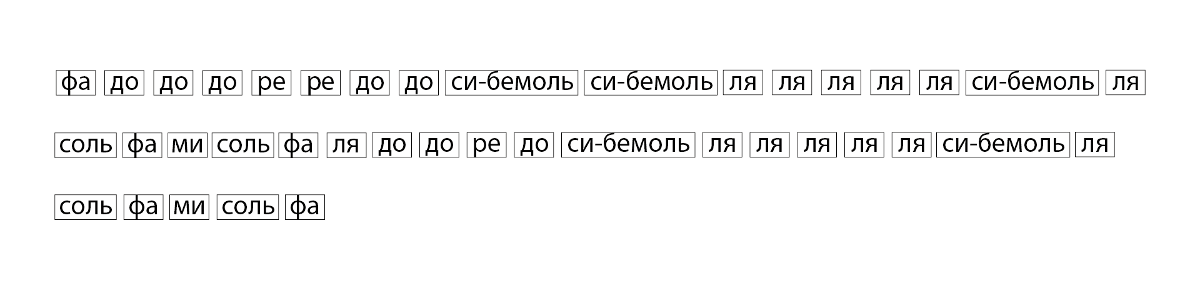 фа до до до ре ре до до си-бемоль си-бемоль ля ля ля ля ля си-бемоль ля
соль фа ми соль фа ля до до ре до си-бемоль ля ля ля ля ля си-бемоль ля
соль фа ми соль фа